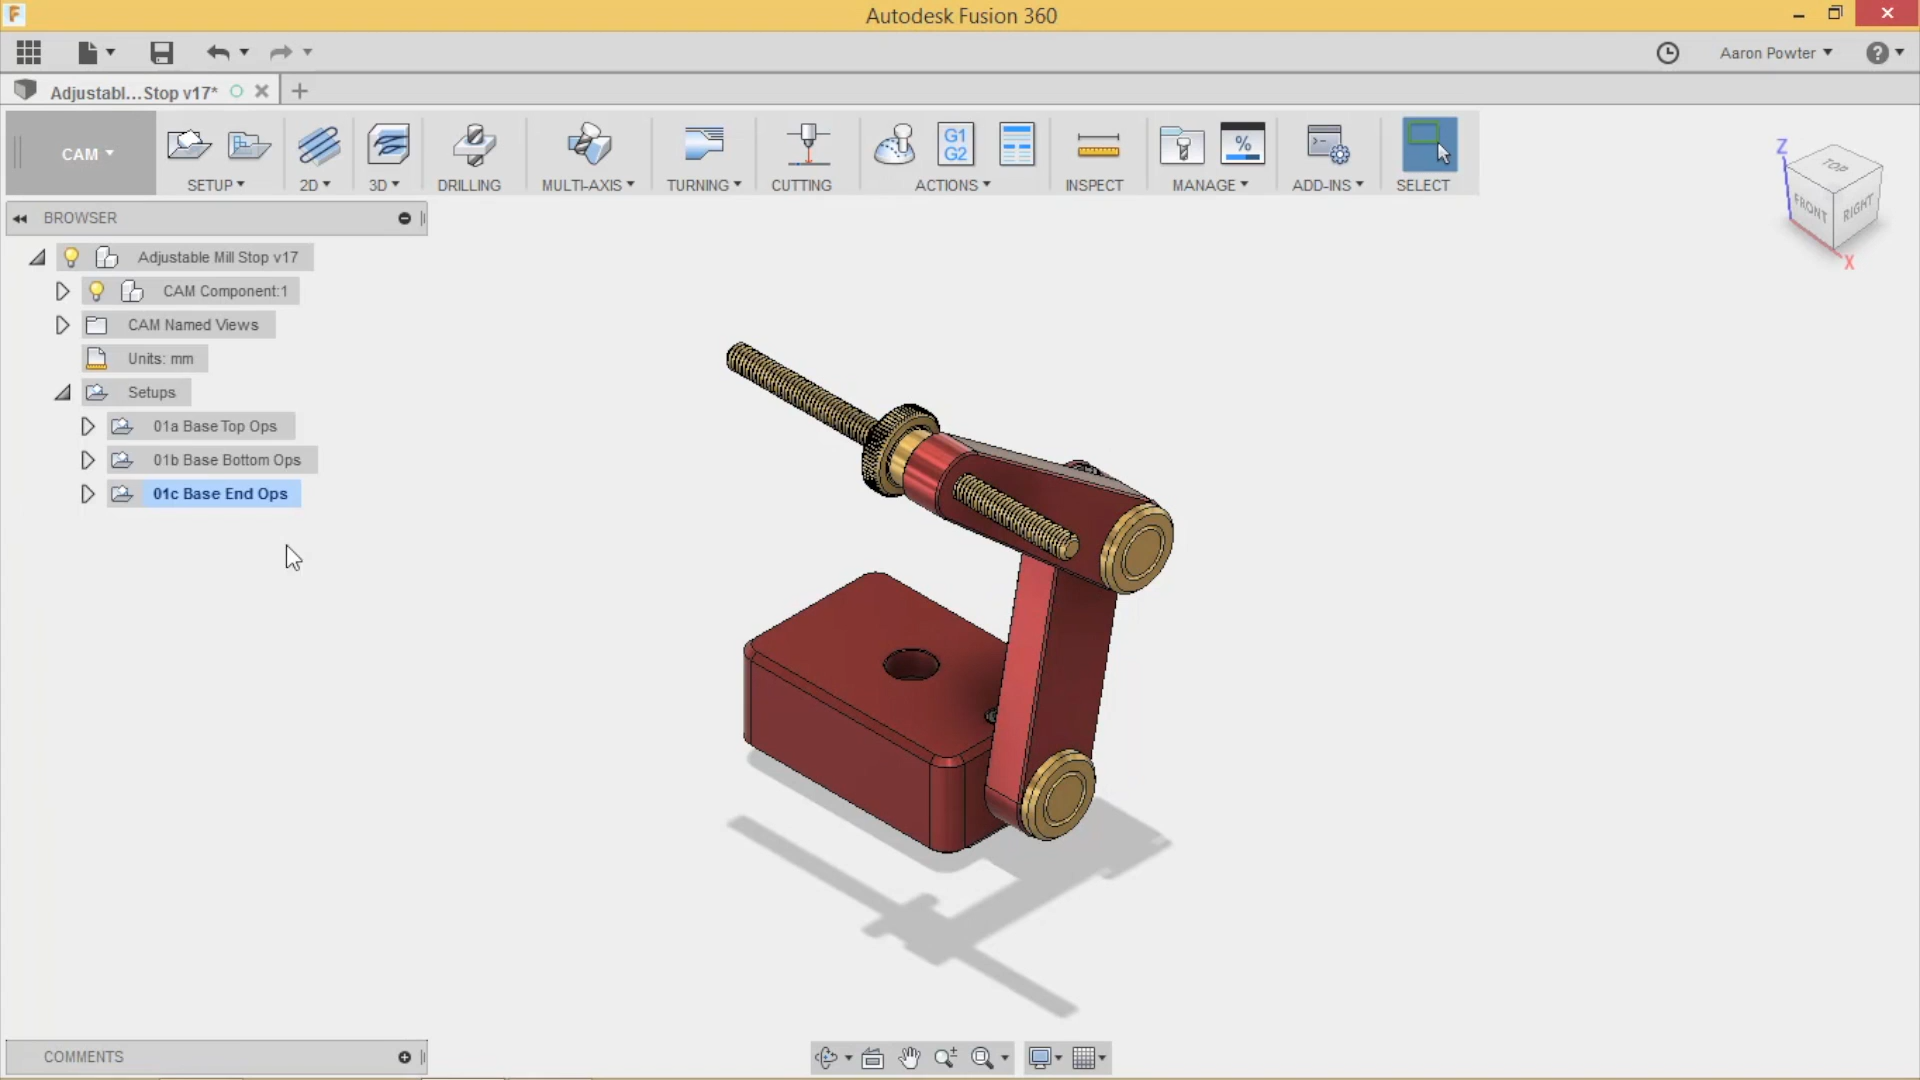 F
Autodesk Fusion 360
Aaron Powter
?
Adjustabl...Stop v17*
CAM
G1
G2
%
SETUP
2D
3D
DRILLING
MULTI-AXIS
TURNING
CUTTING
ACTIONS
INSPECT
MANAGE
ADD-INS
SELECT
Z
TOP
FRONT
RIGHT
X
BROWSER
Adjustable Mill Stop v17
CAM Component:1
CAM Named Views
Units: mm
Setups
01a Base Top Ops
01b Base Bottom Ops
01c Base End Ops
COMMENTS